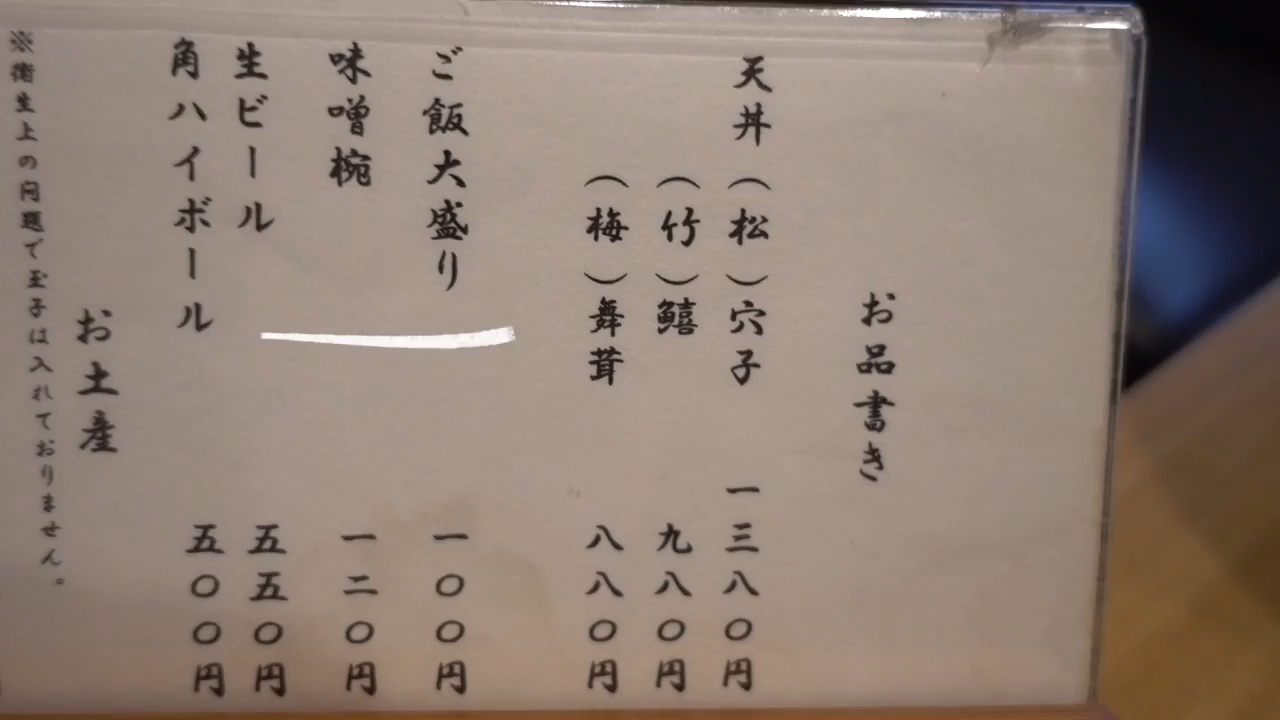 お品書き
天丼（松）穴子 一三八〇円
（竹）鱚 九八〇円
（梅）舞茸 八八〇円
ご飯大盛り 一〇〇円
味噌椀 一二〇円
生ビール 五五〇円
角ハイボール 五〇〇円
お土産
※衛生上の問題で玉子は入れておりません。